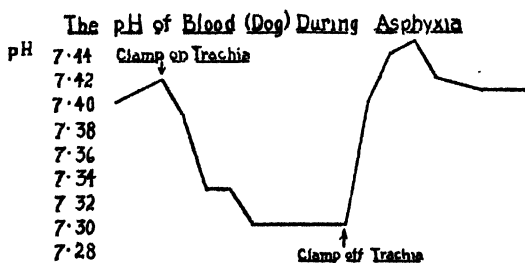 The pH of Blood (Dog) During Asphyxia
pH
7.44
Clamp on Trachia
7.42
7.40
7.38
7.36
7.34
7.32
7.30
7.28
Clamp off Trachia